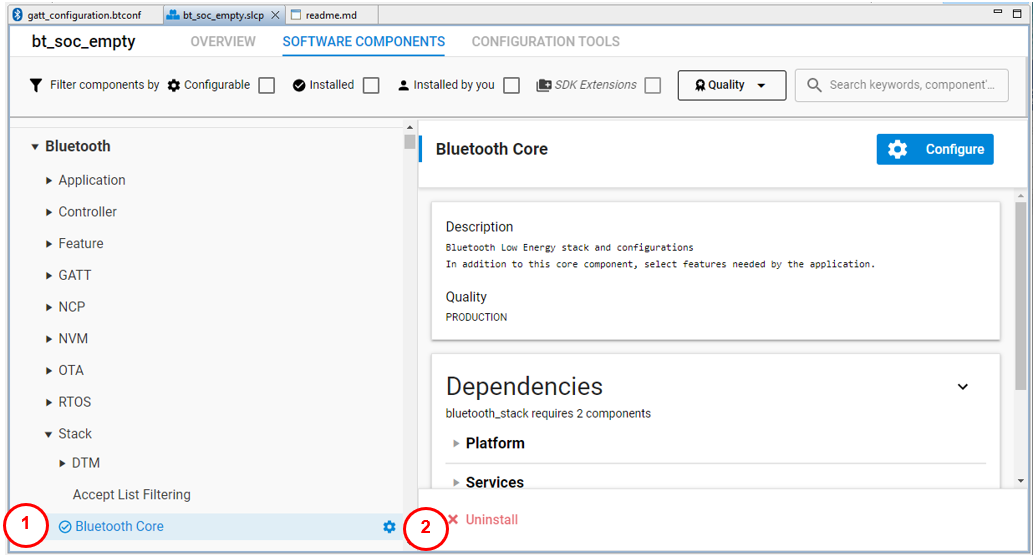 gatt_configuration.btconf bt_soc_empty.slcp readme.md
bt_soc_empty OVERVIEW SOFTWARE COMPONENTS CONFIGURATION TOOLS
Filter components by Configurable Installed Installed by you SDK Extensions Quality Search keywords, component'...
Bluetooth
Application
Controller
Feature
GATT
NCP
NVM
OTA
RTOS
Stack
DTM
Accept List Filtering
1 Bluetooth Core
Bluetooth Core Configure
Description
Bluetooth Low Energy stack and configurations
In addition to this core component, select features needed by the application.
Quality
PRODUCTION
Dependencies
bluetooth_stack requires 2 components
Platform
Services
2 Uninstall